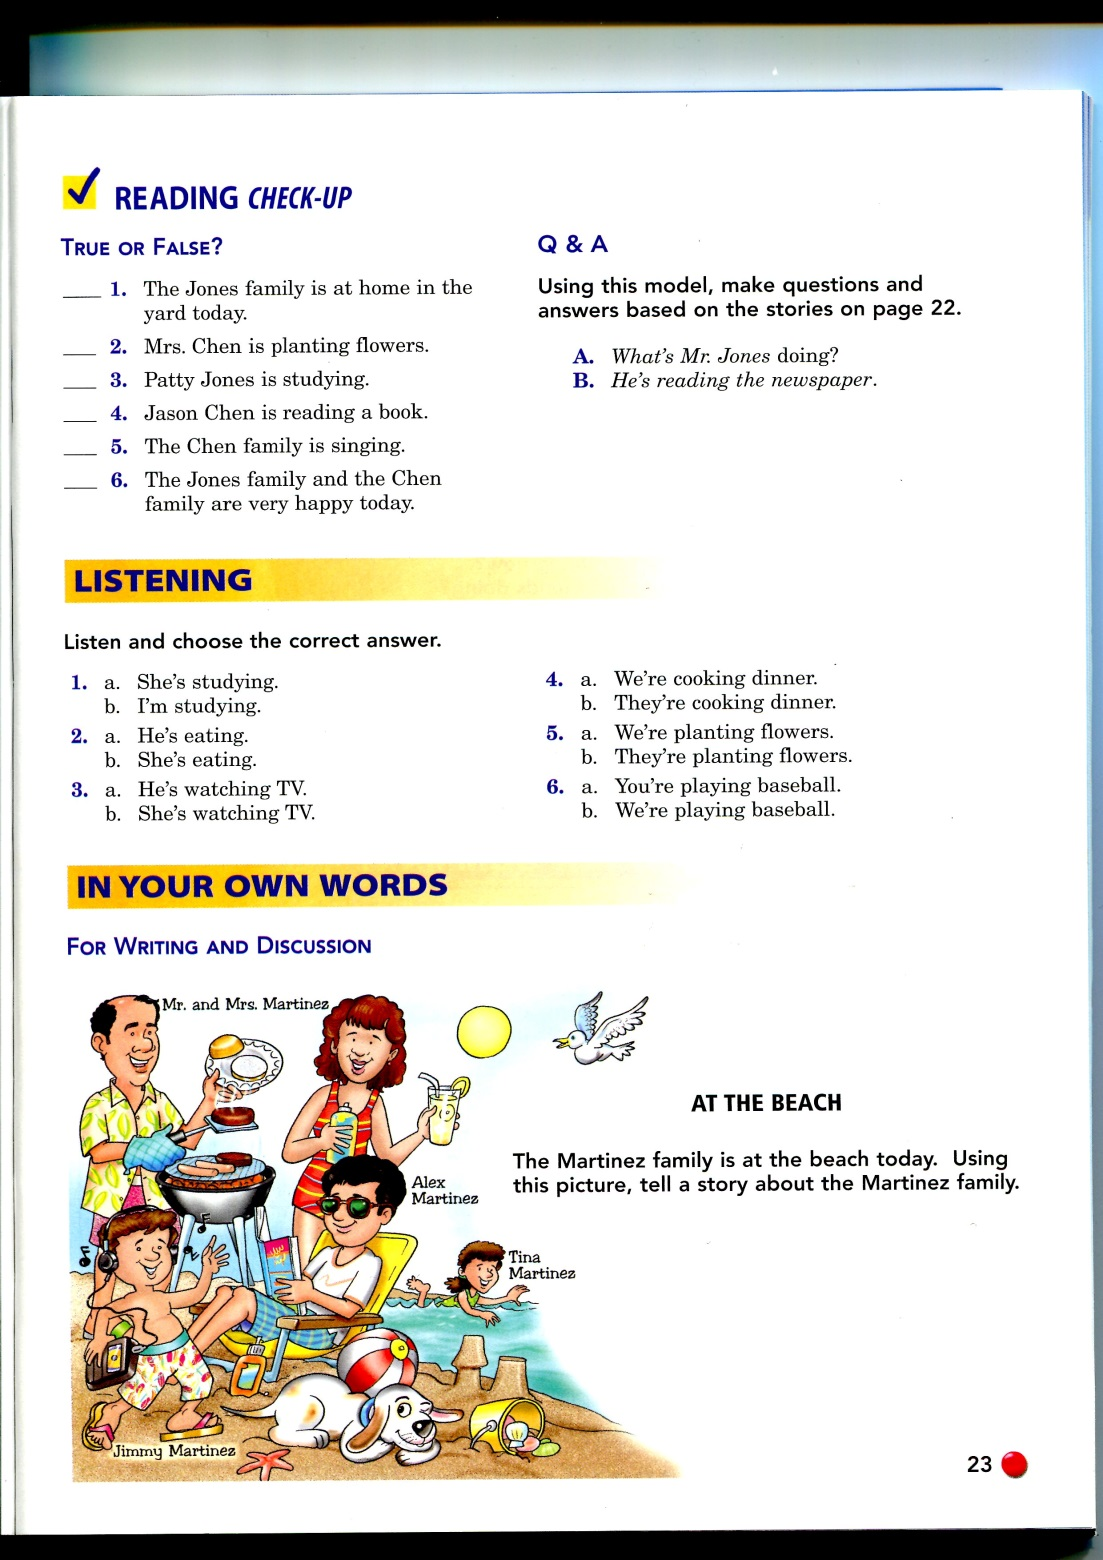 READING CHECK-UP
TRUE OR FALSE?
___ 1. The Jones family is at home in the
yard today.
___ 2. Mrs. Chen is planting flowers.
___ 3. Patty Jones is studying.
___ 4. Jason Chen is reading a book.
___ 5. The Chen family is singing.
___ 6. The Jones family and the Chen
family are very happy today.
Q & A
Using this model, make questions and
answers based on the stories on page 22.
A. What's Mr. Jones doing?
B. He's reading the newspaper.
LISTENING
Listen and choose the correct answer.
1. a. She's studying.
b. I'm studying.
2. a. He's eating.
b. She's eating.
3. a. He's watching TV.
b. She's watching TV.
4. a. We're cooking dinner.
b. They're cooking dinner.
5. a. We're planting flowers.
b. They're planting flowers.
6. a. You're playing baseball.
b. We're playing baseball.
IN YOUR OWN WORDS
FOR WRITING AND DISCUSSION
Mr. and Mrs. Martinez
Alex
Martinez
Tina
Martinez
Jimmy Martinez
AT THE BEACH
The Martinez family is at the beach today. Using
this picture, tell a story about the Martinez family.
23